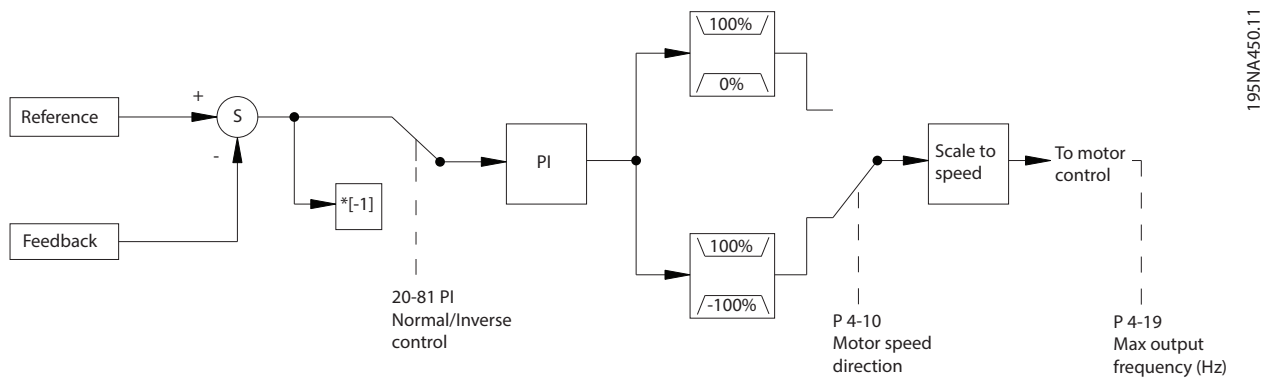 195NA450.11
100%
0%
Reference
+
S
-
*[-1]
PI
Scale to
speed
To motor
control
Feedback
100%
-100%
20-81 PI
Normal/Inverse
control
P 4-10
Motor speed
direction
P 4-19
Max output
frequency (Hz)